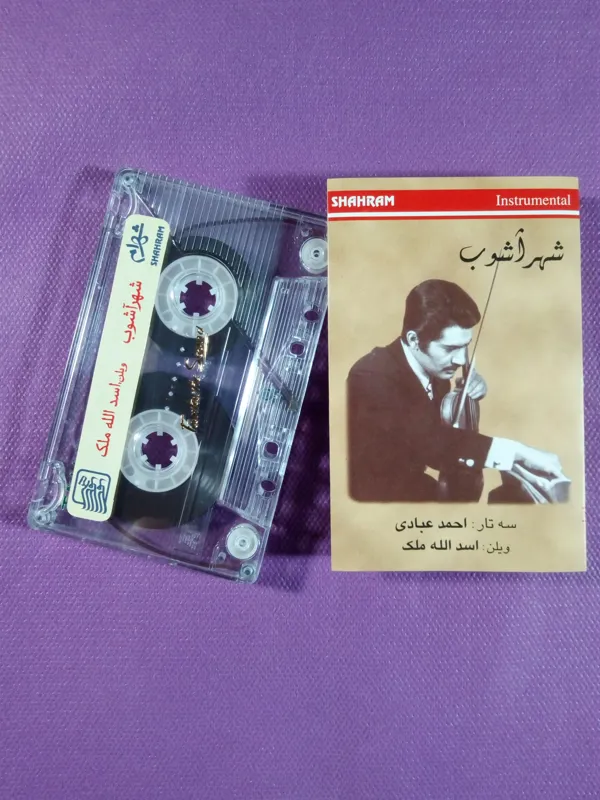 شهرام
SHAHRAM
شهرآشوب
ویلن: اسد الله ملک
SHAHRAM
Instrumental
شهرآشوب
سه تار: احمد عبادی
ویلن: اسد الله ملک